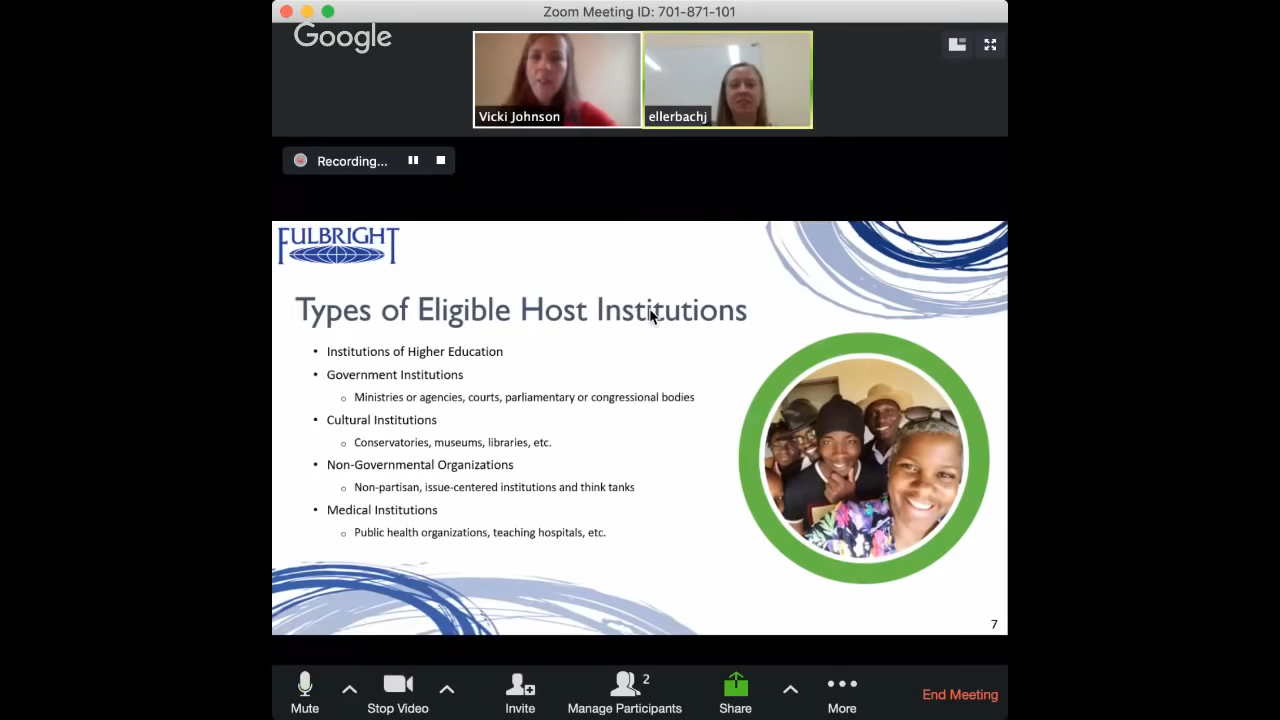 Zoom Meeting ID: 701-871-101
Google
Vicki Johnson
ellerbachj
Recording...
FULBRIGHT
Types of Eligible Host Institutions
• Institutions of Higher Education
• Government Institutions
o Ministries or agencies, courts, parliamentary or congressional bodies
• Cultural Institutions
o Conservatories, museums, libraries, etc.
• Non-Governmental Organizations
o Non-partisan, issue-centered institutions and think tanks
• Medical Institutions
o Public health organizations, teaching hospitals, etc.
7
Mute
Stop Video
Invite
2
Manage Participants
Share
More
End Meeting